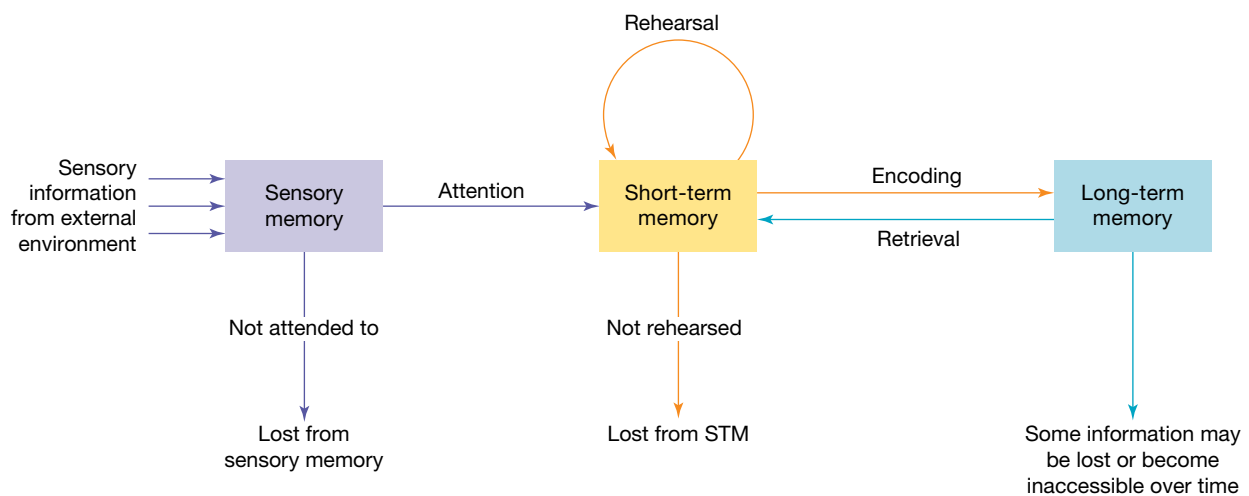 Rehearsal
Sensory
information
from external
environment
Sensory
memory
Attention
Short-term
memory
Encoding
Retrieval
Long-term
memory
Not attended to
Not rehearsed
Lost from
sensory memory
Lost from STM
Some information may
be lost or become
inaccessible over time